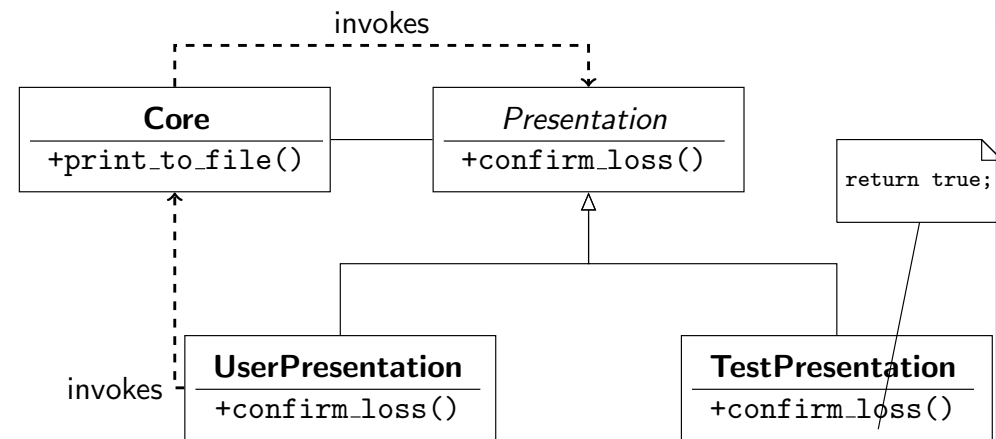 invokes
Core
+print_to_file()
Presentation
+confirm_loss()
return true;
invokes
UserPresentation
+confirm_loss()
TestPresentation
+confirm_loss()